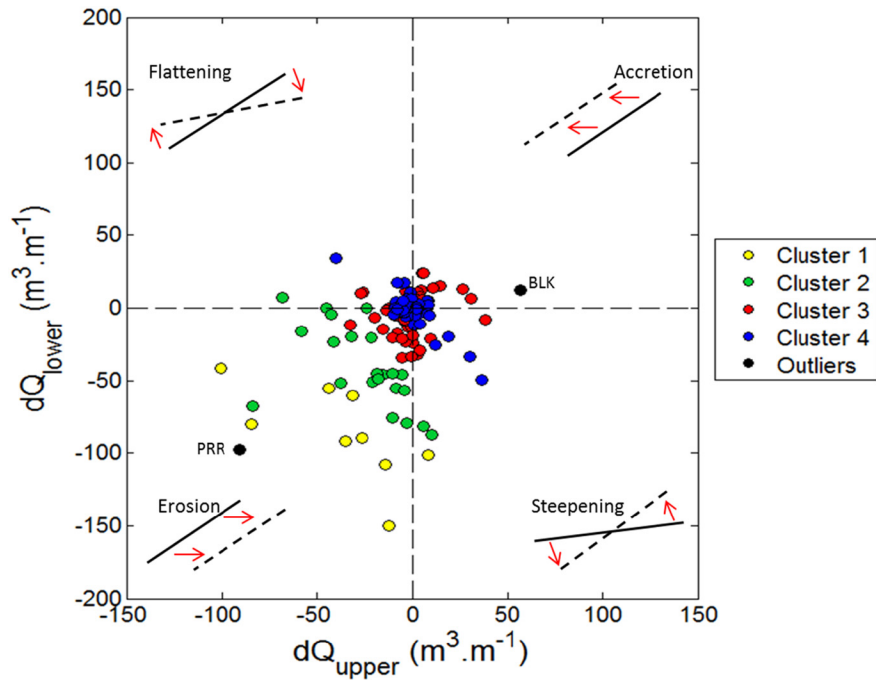 200
150
100
50
0
-50
-100
-150
-200
dQlower (m³.m⁻¹)
Flattening
Accretion
BLK
PRR
Erosion
Steepening
-150
-100
-50
0
50
100
150
dQupper (m³.m⁻¹)
Cluster 1
Cluster 2
Cluster 3
Cluster 4
Outliers